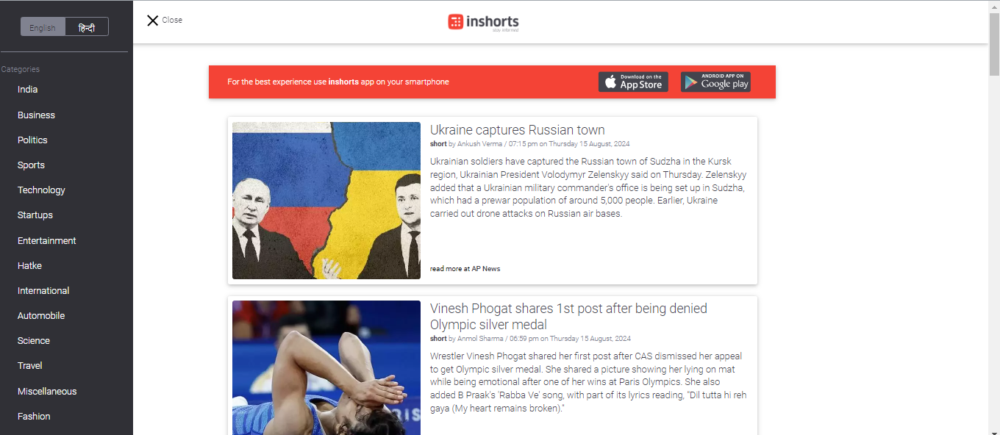 English
हिन्दी
Categories
India
Business
Politics
Sports
Technology
Startups
Entertainment
Hatke
International
Automobile
Science
Travel
Miscellaneous
Fashion
Close
inshorts
stay informed
For the best experience use inshorts app on your smartphone
Download on the
App Store
ANDROID APP ON
Google play
Ukraine captures Russian town
short by Ankush Verma / 07:15 pm on Thursday 15 August, 2024
Ukrainian soldiers have captured the Russian town of Sudzha in the Kursk
region, Ukrainian President Volodymyr Zelenskyy said on Thursday. Zelenskyy
added that a Ukrainian military commander's office is being set up in Sudzha,
which had a prewar population of around 5,000 people. Earlier, Ukraine
carried out drone attacks on Russian air bases.
read more at AP News
Vinesh Phogat shares 1st post after being denied
Olympic silver medal
short by Anmol Sharma / 06:59 pm on Thursday 15 August, 2024
Wrestler Vinesh Phogat shared her first post after CAS dismissed her appeal
to get Olympic silver medal. She shared a picture showing her lying on mat
while being emotional after one of her wins at Paris Olympics. She also
added B Praak's 'Rabba Ve' song, with part of its lyrics reading, "Dil tutta hi reh
gaya (My heart remains broken)."